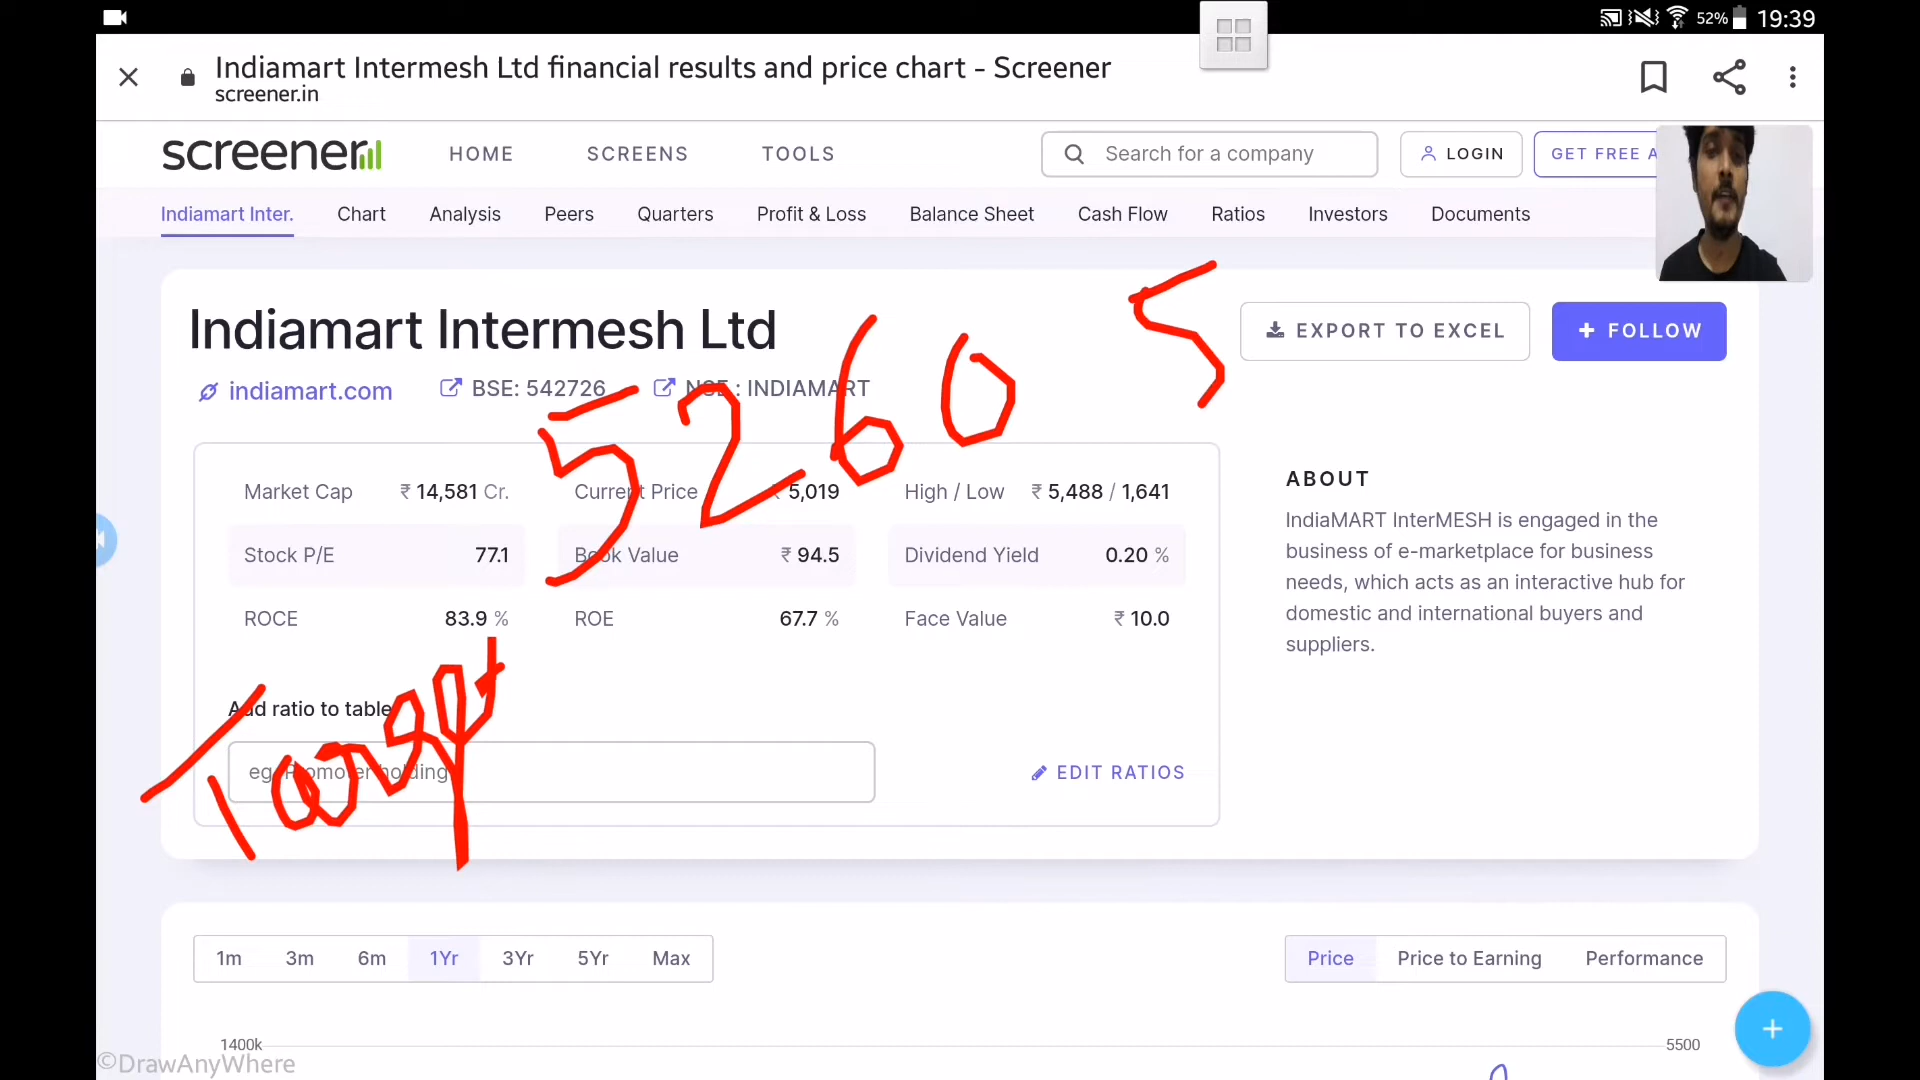 52% 19:39
Indiamart Intermesh Ltd financial results and price chart - Screener
screener.in
screener HOME SCREENS TOOLS Search for a company LOGIN GET FREE A
Indiamart Inter. Chart Analysis Peers Quarters Profit & Loss Balance Sheet Cash Flow Ratios Investors Documents
Indiamart Intermesh Ltd EXPORT TO EXCEL + FOLLOW
indiamart.com BSE: 542726 NSE : INDIAMART
5260 5
Market Cap ₹ 14,581 Cr. Current Price ₹ 5,019 High / Low ₹ 5,488 / 1,641
Stock P/E 77.1 Book Value ₹ 94.5 Dividend Yield 0.20 %
ROCE 83.9 % ROE 67.7 % Face Value ₹ 10.0
ABOUT
IndiaMART InterMESH is engaged in the
business of e-marketplace for business
needs, which acts as an interactive hub for
domestic and international buyers and
suppliers.
Add ratio to table
eg. Promoter holding EDIT RATIOS
1m 3m 6m 1Yr 3Yr 5Yr Max Price Price to Earning Performance
1400k 5500
©DrawAnyWhere